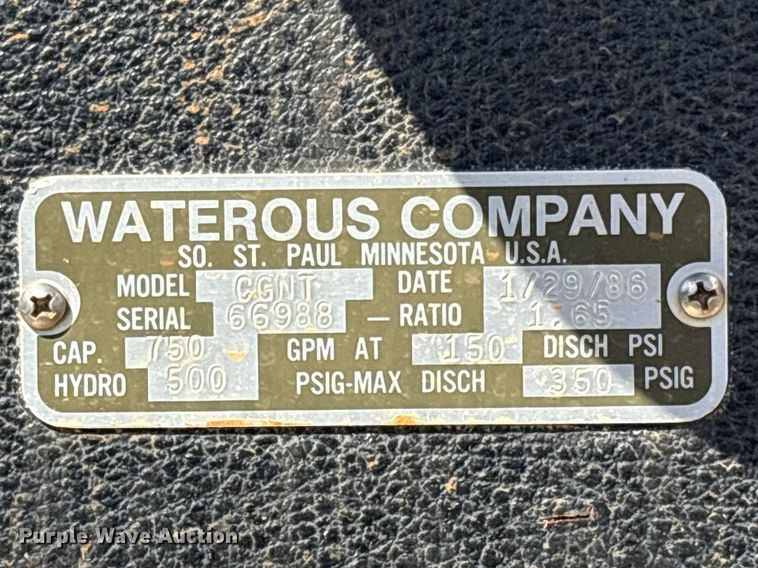 WATEROUS COMPANY
SO. ST. PAUL MINNESOTA U.S.A.
MODEL CGNT DATE 1/29/86
SERIAL 66988 — RATIO 1.65
CAP. 750 GPM AT 150 DISCH PSI
HYDRO 500 PSIG-MAX DISCH 350 PSIG
Purple Wave Auction